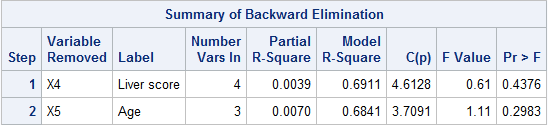 Summary of Backward Elimination
Step Variable Removed Label Number Vars In Partial R-Square Model R-Square C(p) F Value Pr > F
1 X4 Liver score 4 0.0039 0.6911 4.6128 0.61 0.4376
2 X5 Age 3 0.0070 0.6841 3.7091 1.11 0.2983